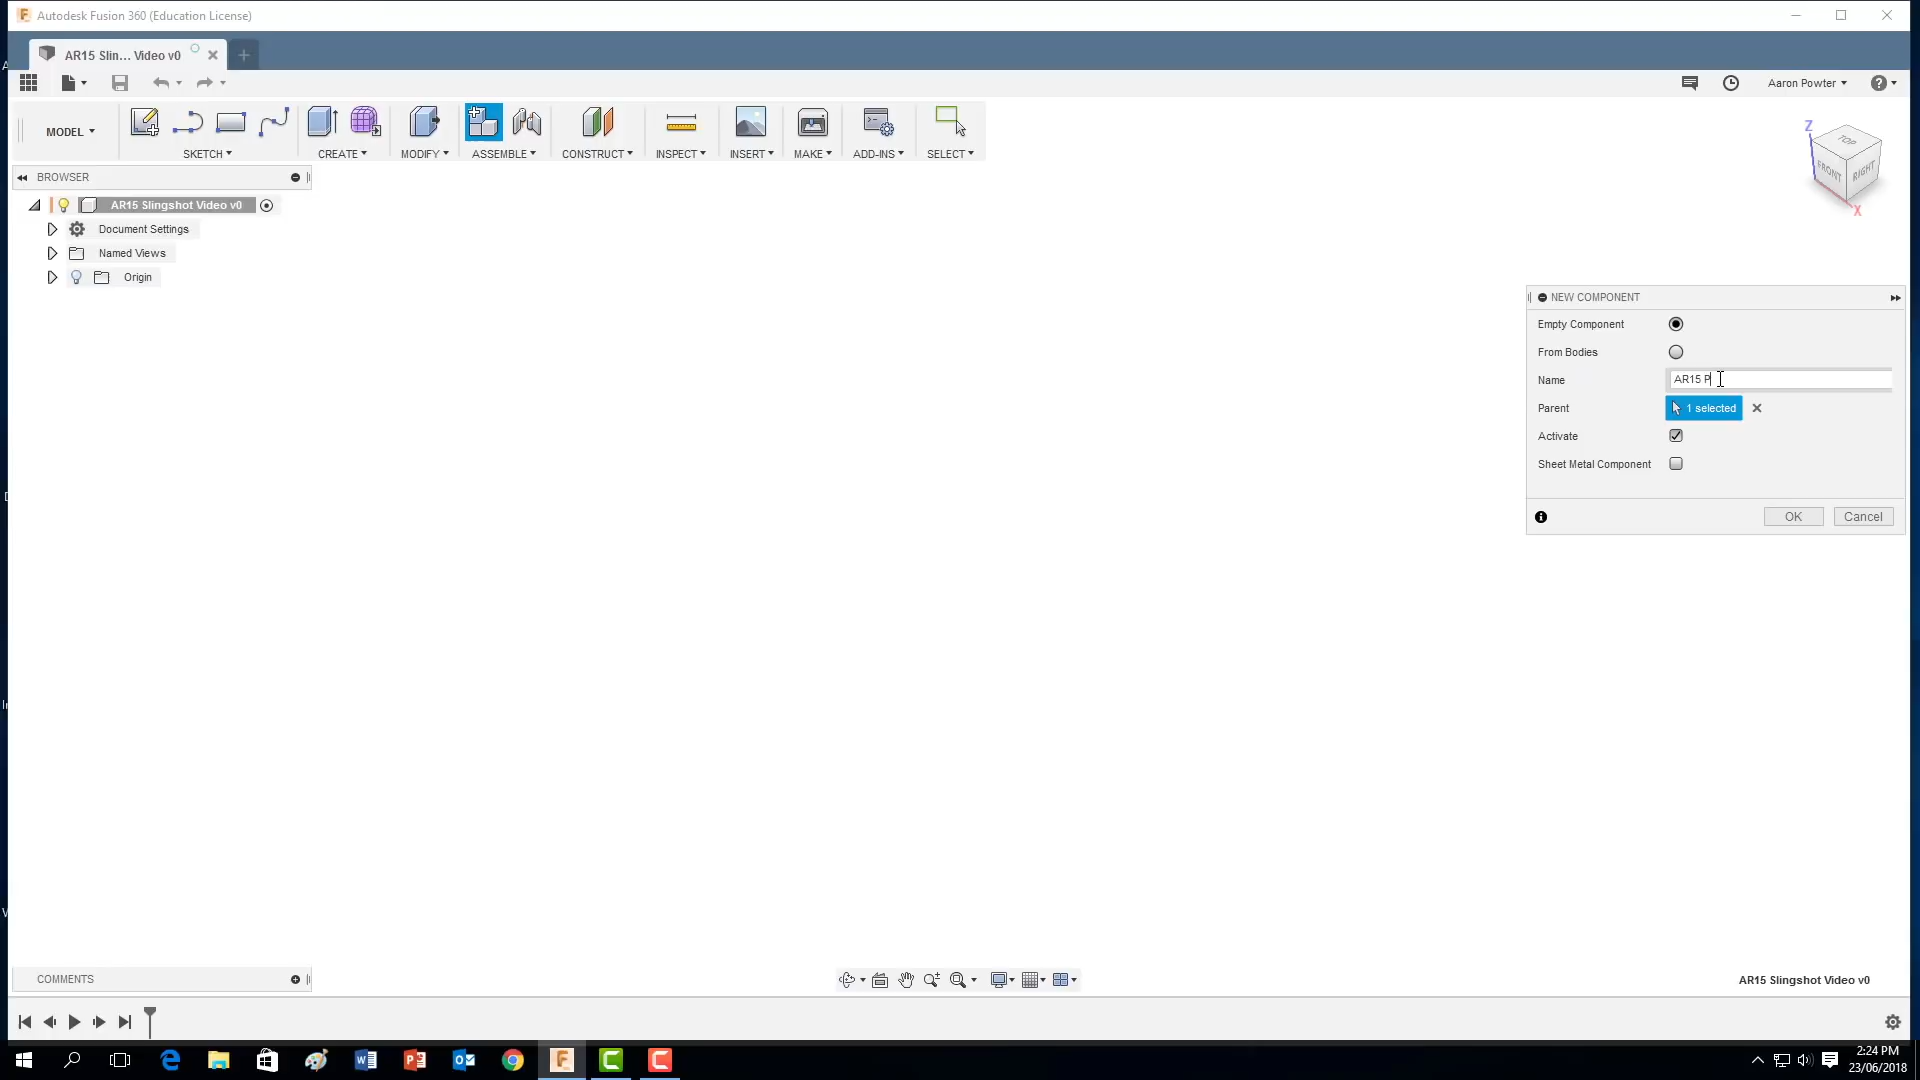 Autodesk Fusion 360 (Education License)
AR15 Slin... Video v0
Aaron Powter
MODEL
SKETCH
CREATE
MODIFY
ASSEMBLE
CONSTRUCT
INSPECT
INSERT
MAKE
ADD-INS
SELECT
Z
TOP
FRONT
RIGHT
X
BROWSER
AR15 Slingshot Video v0
Document Settings
Named Views
Origin
NEW COMPONENT
Empty Component
From Bodies
Name AR15 P
Parent 1 selected
Activate
Sheet Metal Component
OK Cancel
COMMENTS
AR15 Slingshot Video v0
2:24 PM
23/06/2018